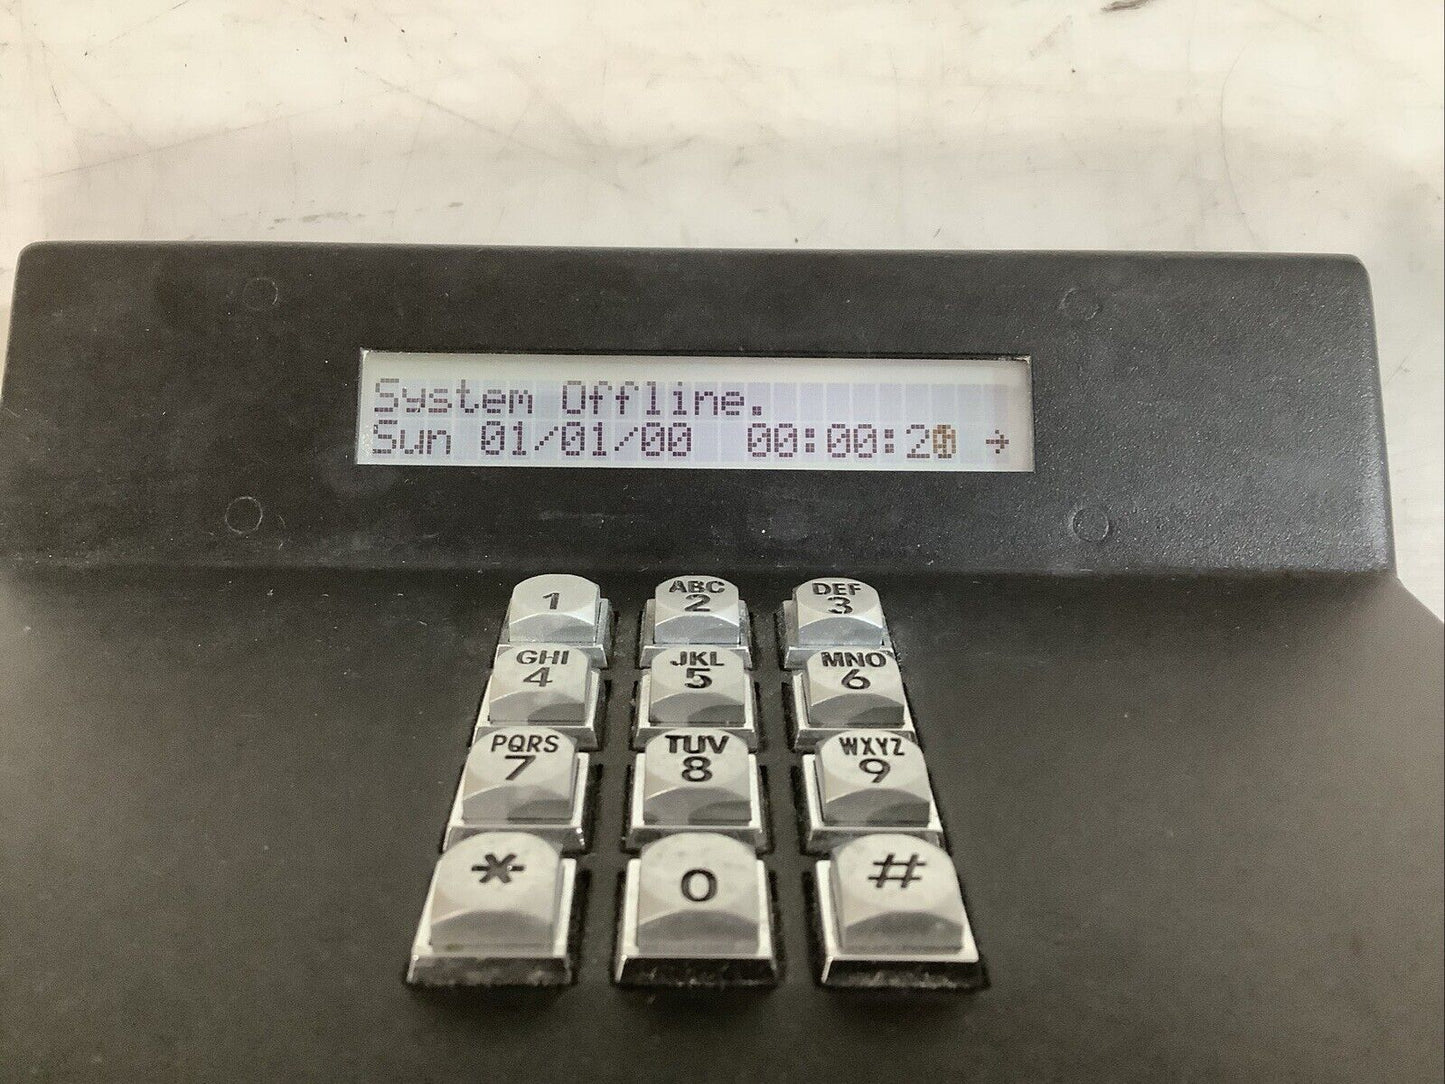 System Offline.
Sun 01/01/00 00:00:2 →
1
ABC
2
DEF
3
GHI
4
JKL
5
MNO
6
PQRS
7
TUV
8
WXYZ
9
*
0
#